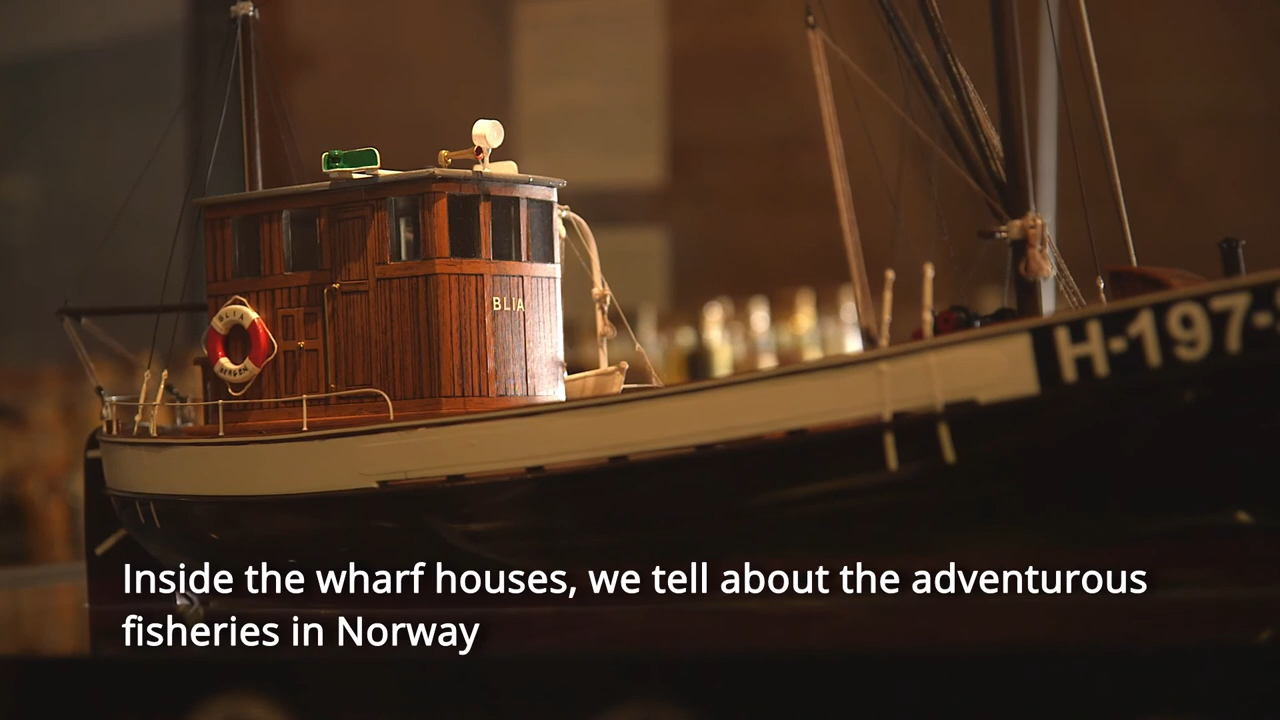 BLIA
BLIA
BERGEN
H-197-
Inside the wharf houses, we tell about the adventurous
fisheries in Norway